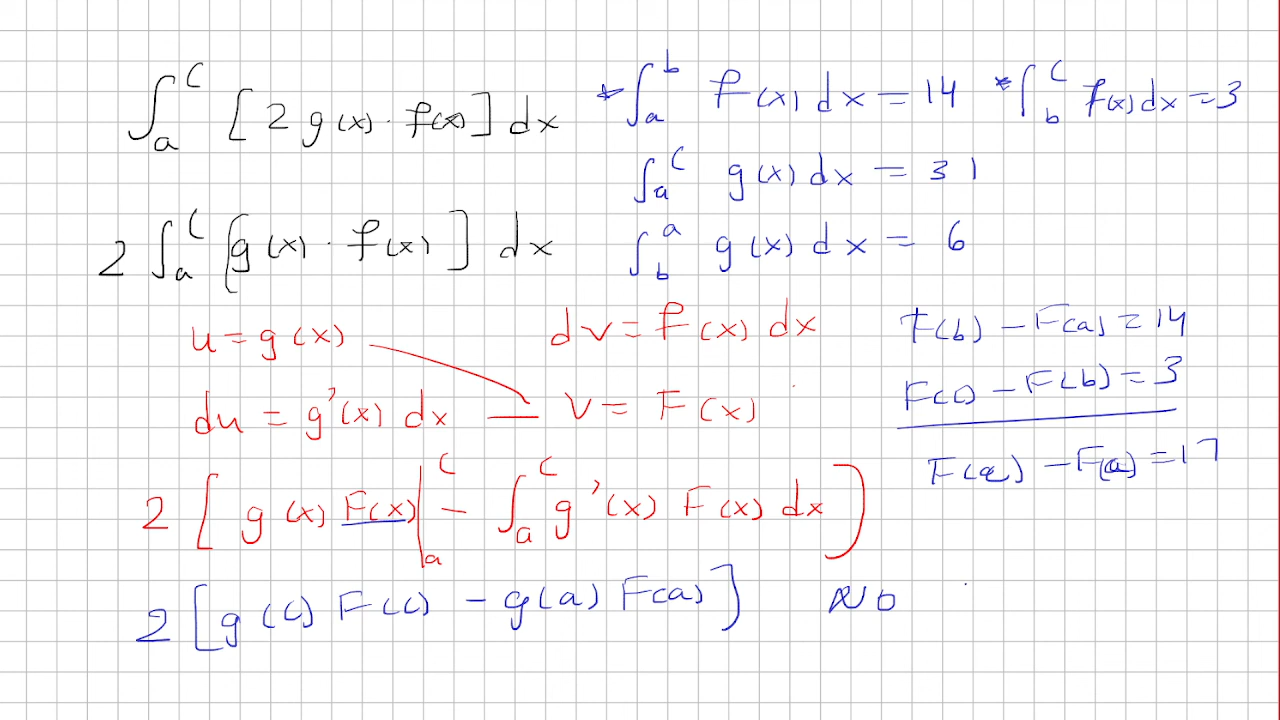 ∫_a^c [2 g(x) · f(x)] dx
* ∫_a^b f(x) dx = 14
* ∫_b^c f(x) dx = 3
∫_a^c g(x) dx = 31
2 ∫_a^c [g(x) · f(x)] dx
∫_b^a g(x) dx = 6
u = g(x)
dv = f(x) dx
F(b) − F(a) = 14
du = g'(x) dx
v = F(x)
F(c) − F(b) = 3
F(c) − F(a) = 17
2 [ g(x) F(x) |_a^c − ∫_a^c g'(x) F(x) dx )
2 [g(c) F(c) − g(a) F(a)]
NO